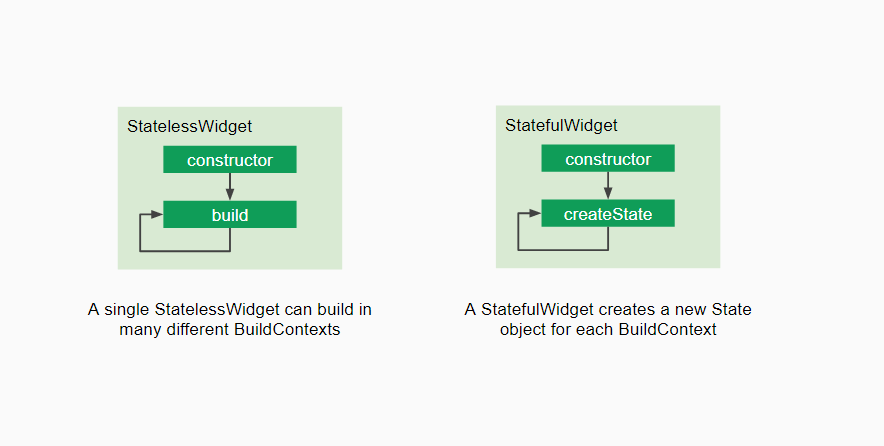 StatelessWidget
constructor
build
A single StatelessWidget can build in
many different BuildContexts
StatefulWidget
constructor
createState
A StatefulWidget creates a new State
object for each BuildContext